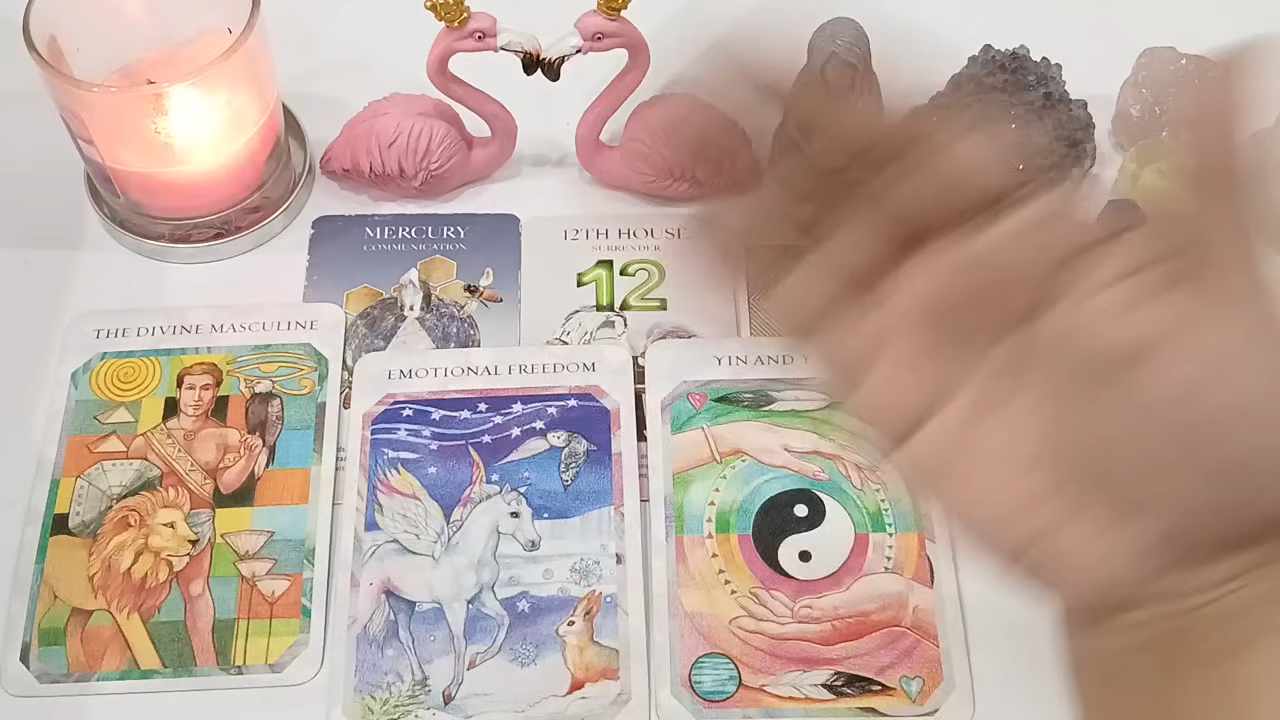 MERCURY
COMMUNICATION
12TH HOUSE
SURRENDER
12
THE DIVINE MASCULINE
EMOTIONAL FREEDOM
YIN AND Y